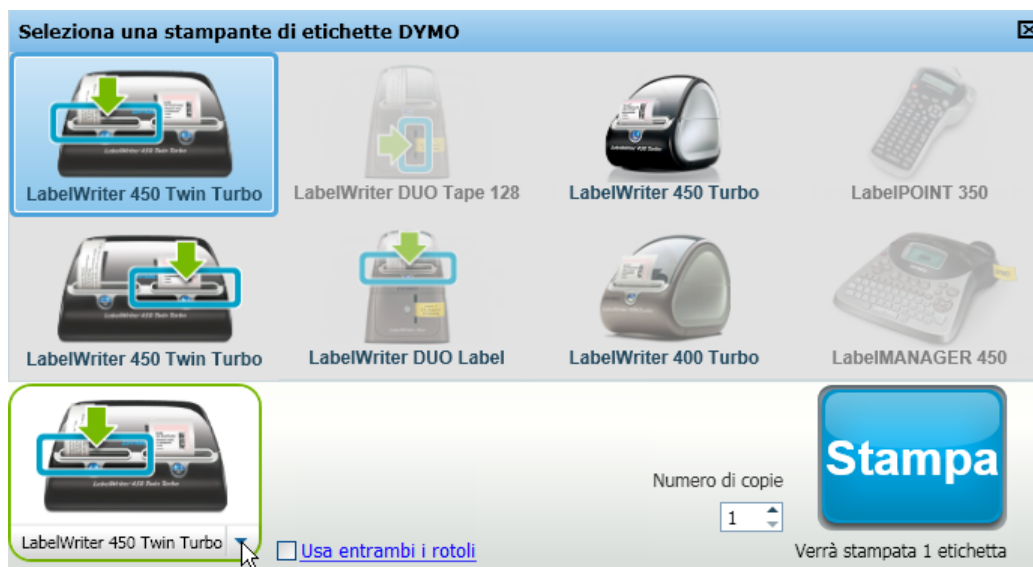 Seleziona una stampante di etichette DYMO
LabelWriter 450 Twin Turbo
LabelWriter DUO Tape 128
LabelWriter 450 Turbo
LabelPOINT 350
LabelWriter 450 Twin Turbo
LabelWriter DUO Label
LabelWriter 400 Turbo
LabelMANAGER 450
LabelWriter 450 Twin Turbo
Usa entrambi i rotoli
Numero di copie
1
Stampa
Verrà stampata 1 etichetta